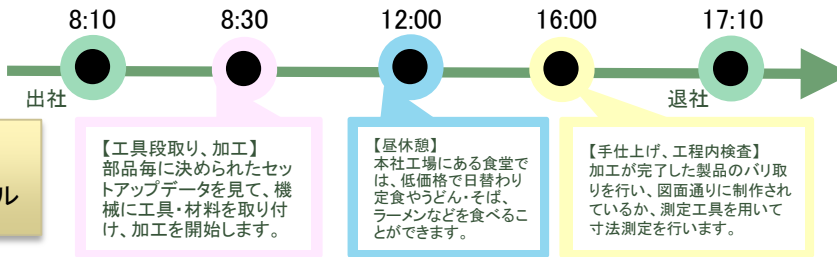 8:10 8:30 12:00 16:00 17:10
出社 退社
ル
【工具段取り、加工】
部品毎に決められたセッ
トアップデータを見て、機
械に工具・材料を取り付
け、加工を開始します。
【昼休憩】
本社工場にある食堂で
は、低価格で日替わり
定食やうどん・そば、
ラーメンなどを食べるこ
とができます。
【手仕上げ、工程内検査】
加工が完了した製品のバリ取
りを行い、図面通りに制作され
ているか、測定工具を用いて
寸法測定を行います。